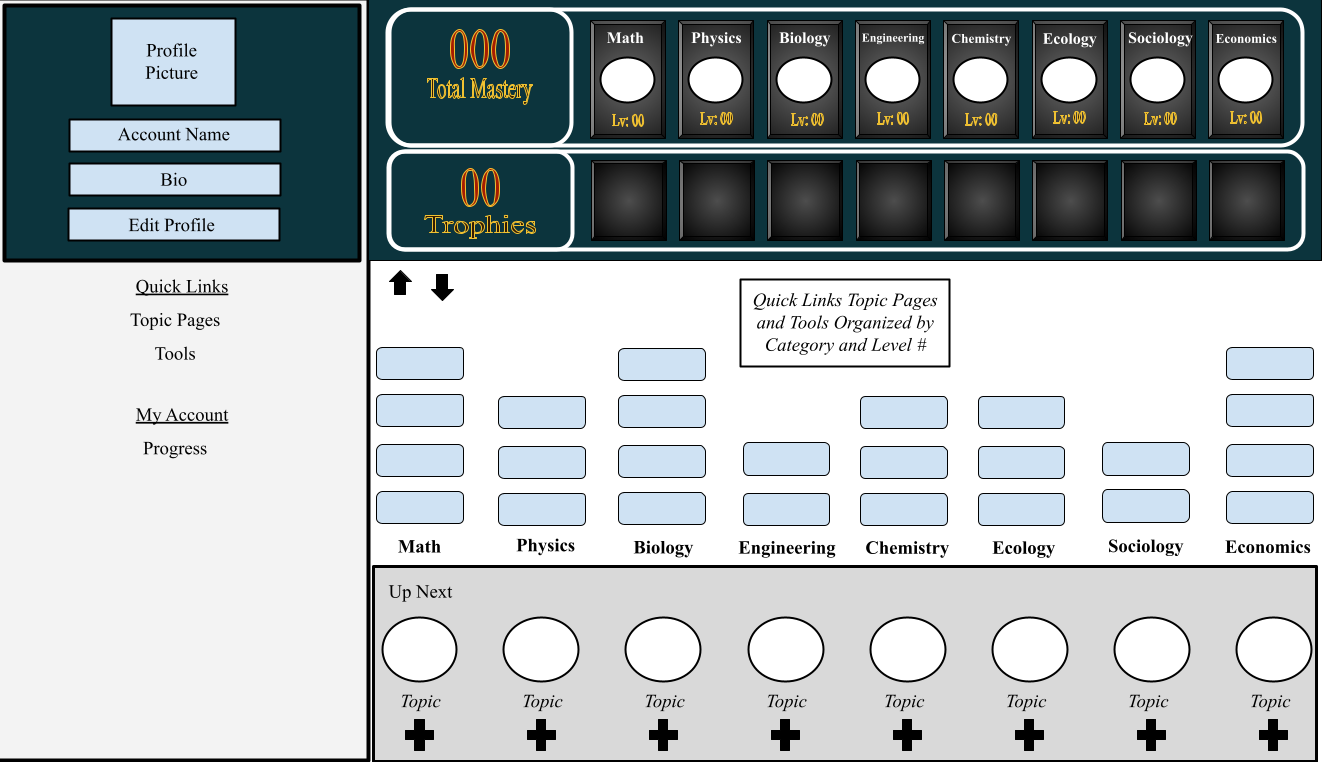 Profile
Picture
Account Name
Bio
Edit Profile
Quick Links
Topic Pages
Tools
My Account
Progress
000
Total Mastery
Math
Physics
Biology
Engineering
Chemistry
Ecology
Sociology
Economics
Lv: 00
Lv: 00
Lv: 00
Lv: 00
Lv: 00
Lv: 00
Lv: 00
Lv: 00
00
Trophies
Quick Links Topic Pages
and Tools Organized by
Category and Level #
Math
Physics
Biology
Engineering
Chemistry
Ecology
Sociology
Economics
Up Next
Topic
Topic
Topic
Topic
Topic
Topic
Topic
Topic